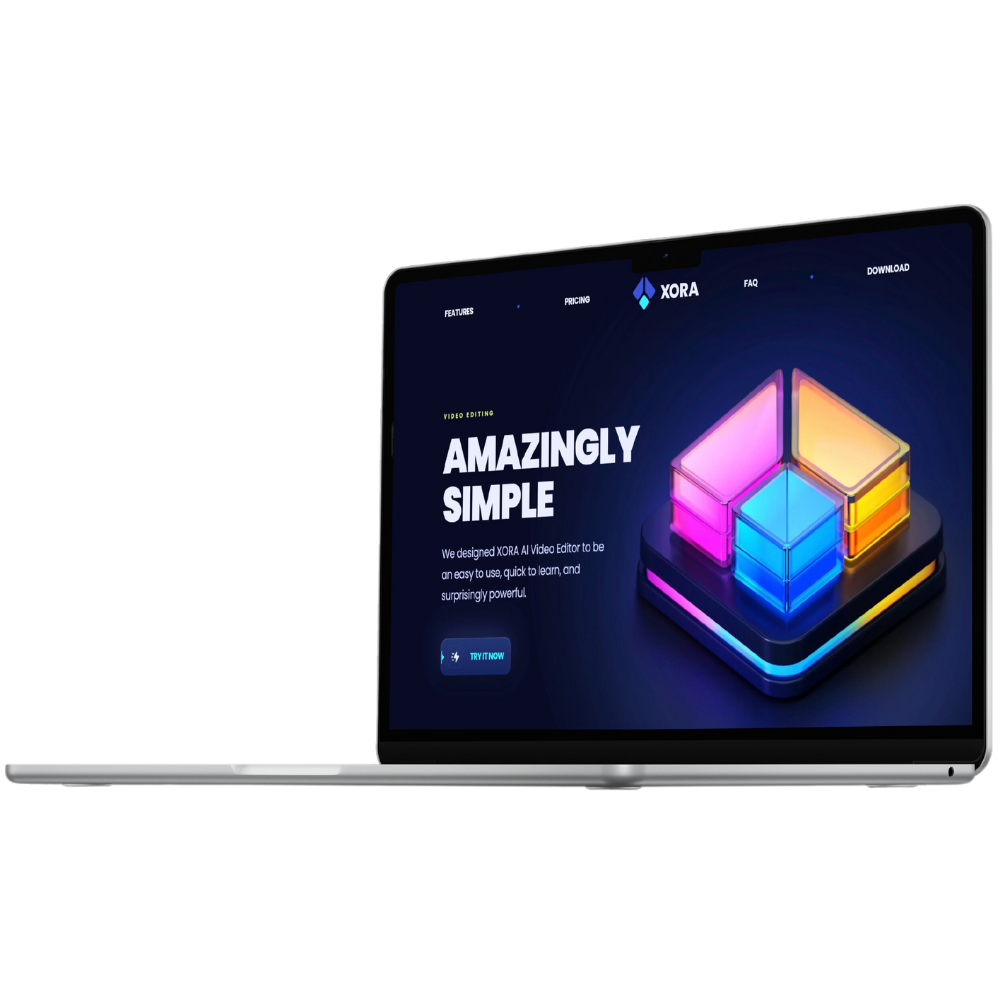 FEATURES
PRICING
XORA
FAQ
DOWNLOAD
VIDEO EDITING
AMAZINGLY
SIMPLE
We designed XORA AI Video Editor to be
an easy to use, quick to learn, and
surprisingly powerful.
TRY IT NOW